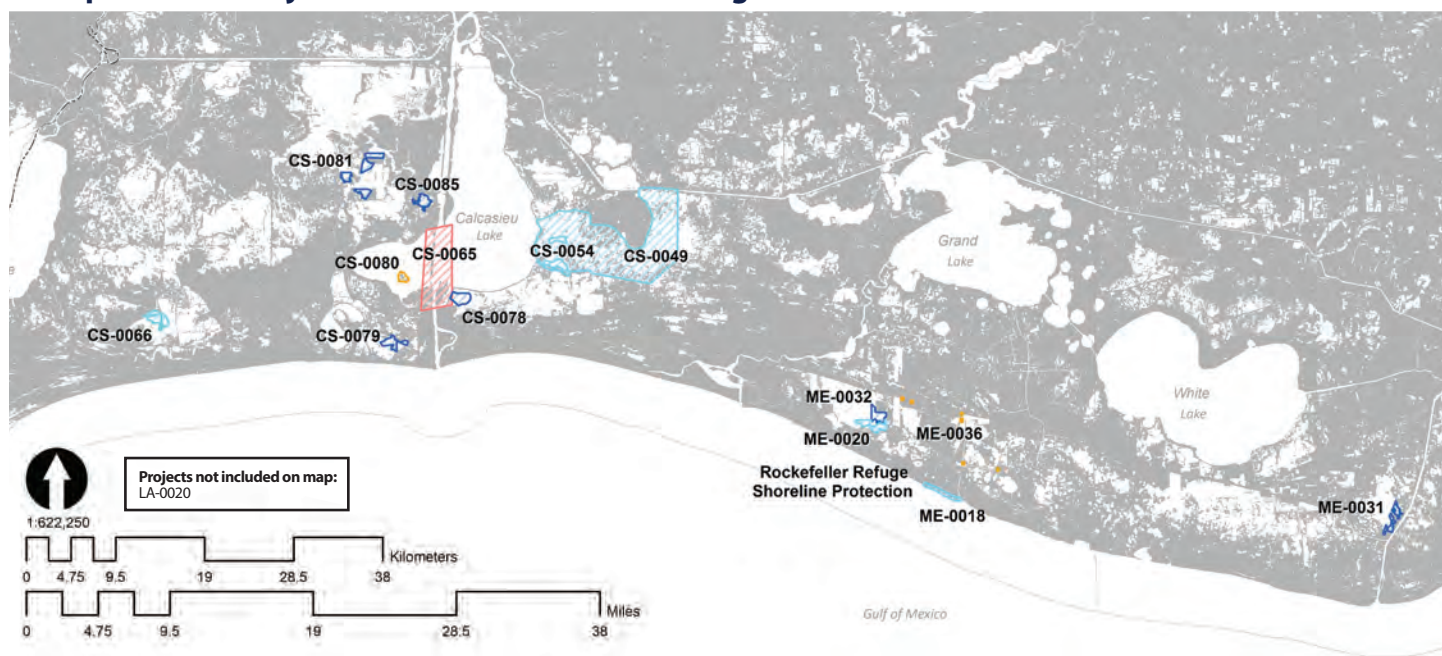 CS-0081
CS-0085
Calcasieu
Lake
CS-0065
CS-0054
CS-0049
CS-0080
CS-0078
CS-0066
CS-0079
Grand
Lake
White
Lake
ME-0032
ME-0020
ME-0036
Rockefeller Refuge
Shoreline Protection
ME-0018
ME-0031
Gulf of Mexico
Projects not included on map:
LA-0020
1:622,250
Kilometers
0 4.75 9.5 19 28.5 38
Miles
0 4.75 9.5 19 28.5 38